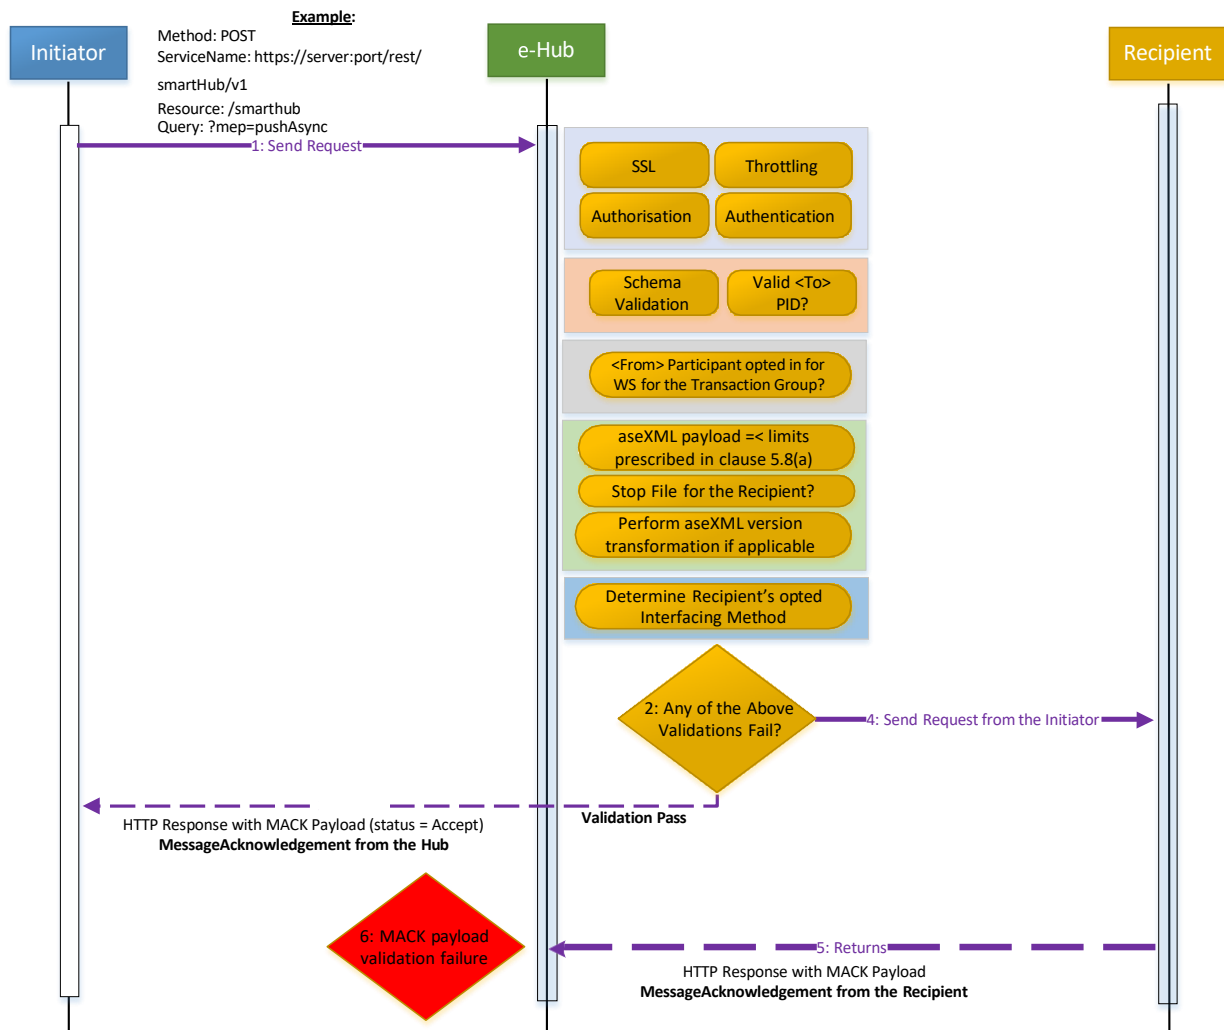 Example:
Initiator
Method: POST
ServiceName: https://server:port/rest/
smartHub/v1
Resource: /smarthub
Query: ?mep=pushAsync
e-Hub
Recipient
1: Send Request
SSL
Throttling
Authorisation
Authentication
Schema
Validation
Valid <To>
PID?
<From> Participant opted in for
WS for the Transaction Group?
aseXML payload =< limits
prescribed in clause 5.8(a)
Stop File for the Recipient?
Perform aseXML version
transformation if applicable
Determine Recipient’s opted
Interfacing Method
2: Any of the Above
Validations Fail?
4: Send Request from the Initiator
Validation Pass
HTTP Response with MACK Payload (status = Accept)
MessageAcknowledgement from the Hub
6: MACK payload
validation failure
5: Returns
HTTP Response with MACK Payload
MessageAcknowledgement from the Recipient